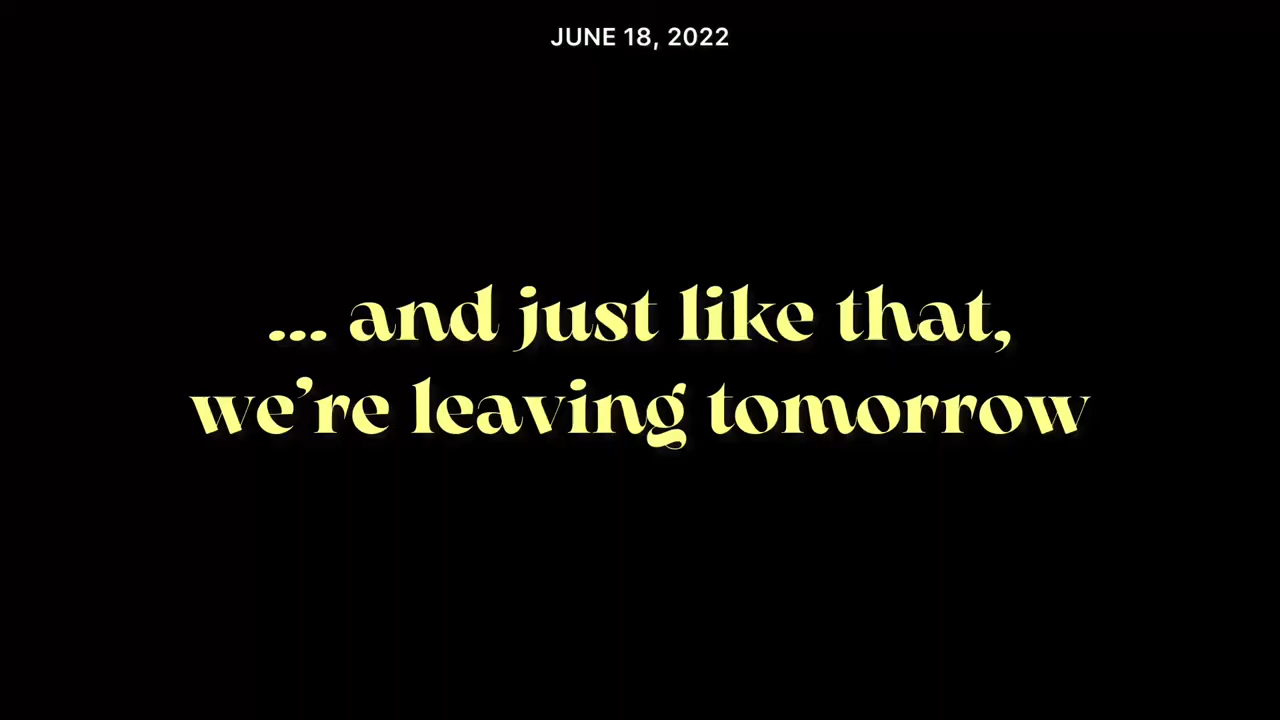 JUNE 18, 2022
... and just like that,
we’re leaving tomorrow